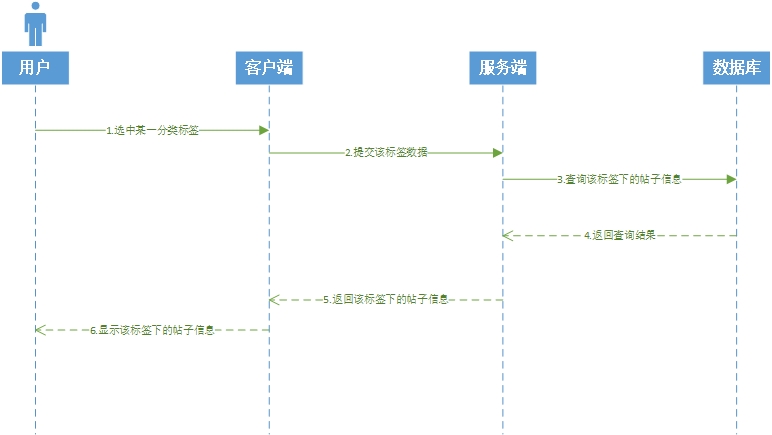 用户
客户端
服务端
数据库
1.选中某一分类标签
2.提交该标签数据
3.查询该标签下的帖子信息
4.返回查询结果
5.返回该标签下的帖子信息
6.显示该标签下的帖子信息